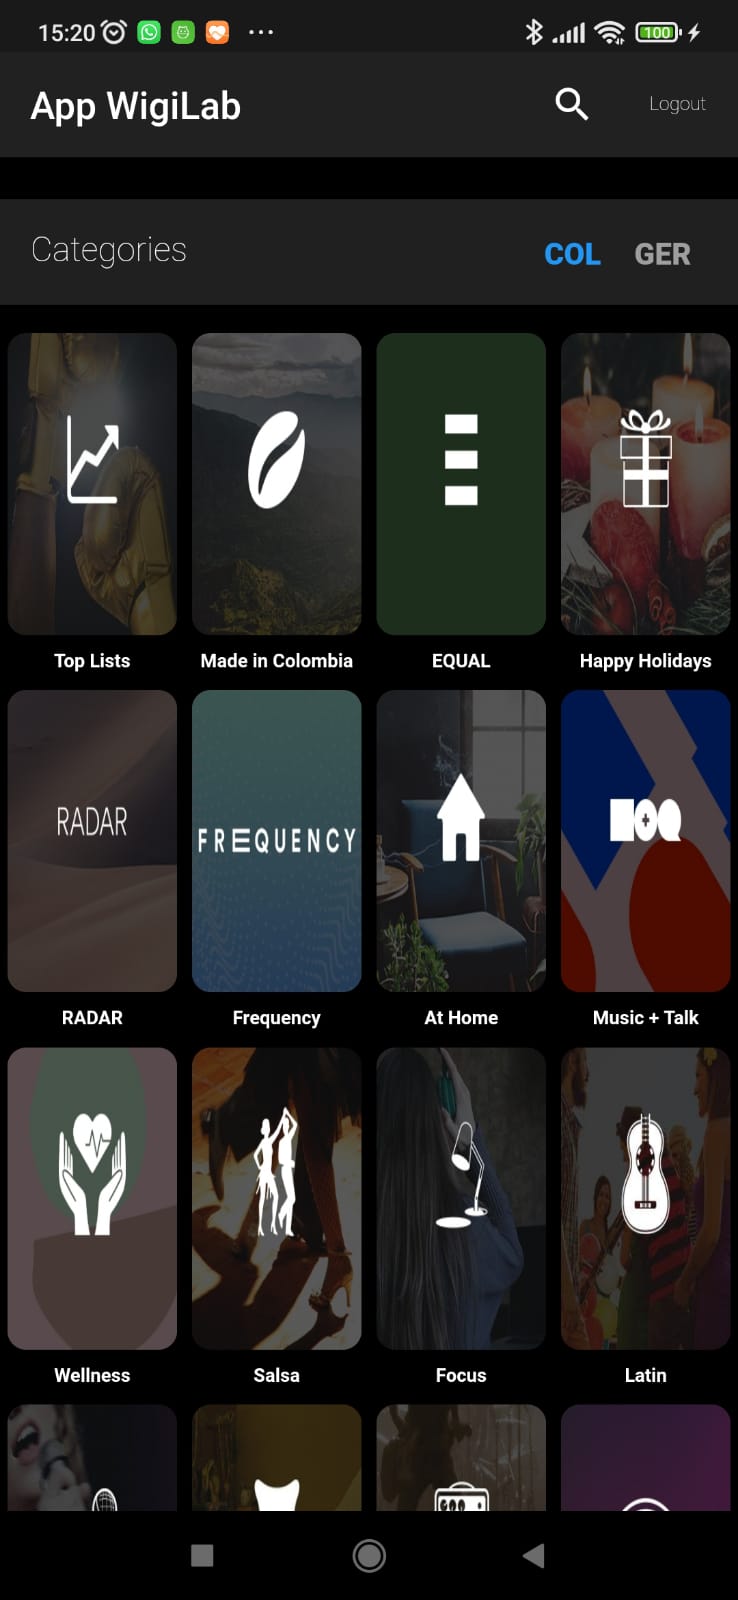 15:20
100
App WigiLab
Logout
Categories
COL GER
Top Lists
Made in Colombia
EQUAL
Happy Holidays
RADAR
FREQUENCY
RADAR
Frequency
At Home
Music + Talk
Wellness
Salsa
Focus
Latin